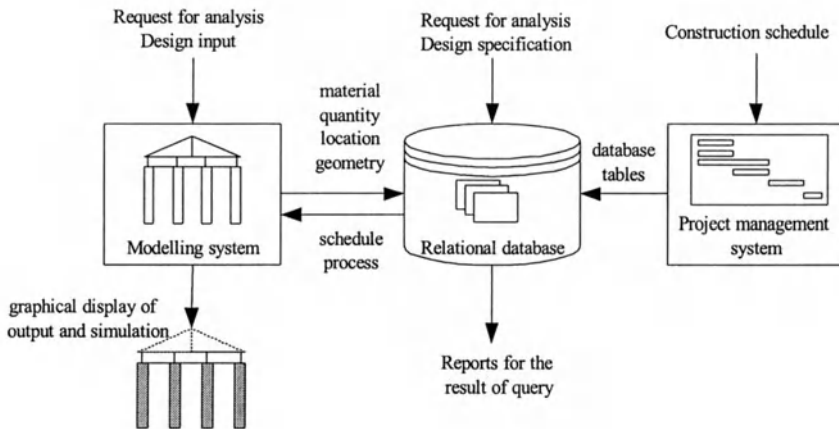 Request for analysis
Design input
Request for analysis
Design specification
Construction schedule
material
quantity
location
geometry
database
tables
Modelling system
schedule
process
Relational database
Project management
system
graphical display of
output and simulation
Reports for the
result of query